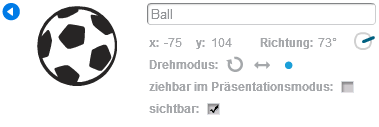 Ball
x: -75 y: 104 Richtung: 73°
Drehmodus:
ziehbar im Präsentationsmodus:
sichtbar: